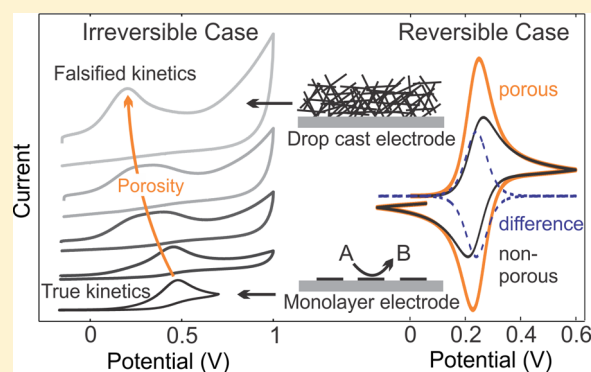 Irreversible Case
Reversible Case
Falsified kinetics
Porosity
True kinetics
Current
0
0.5
1
Potential (V)
Drop cast electrode
A
B
Monolayer electrode
porous
difference
non-
porous
0
0.2
0.4
0.6
Potential (V)